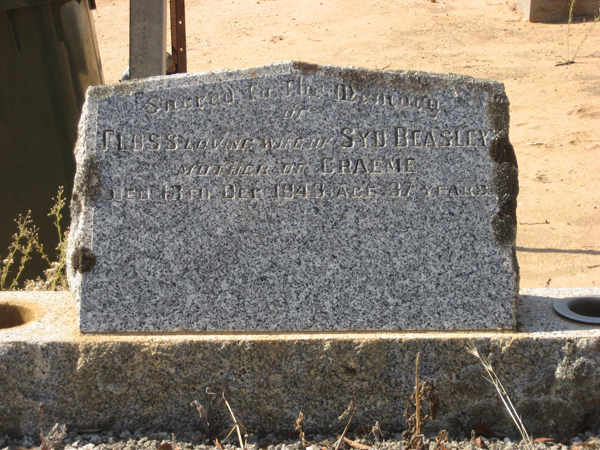 Sacred to the Memory
OF
FLOSS LOVING WIFE OF SYD BEASLEY
MOTHER OF GRAEME
DIED 13TH DEC. 1949 AGE 37 YEARS